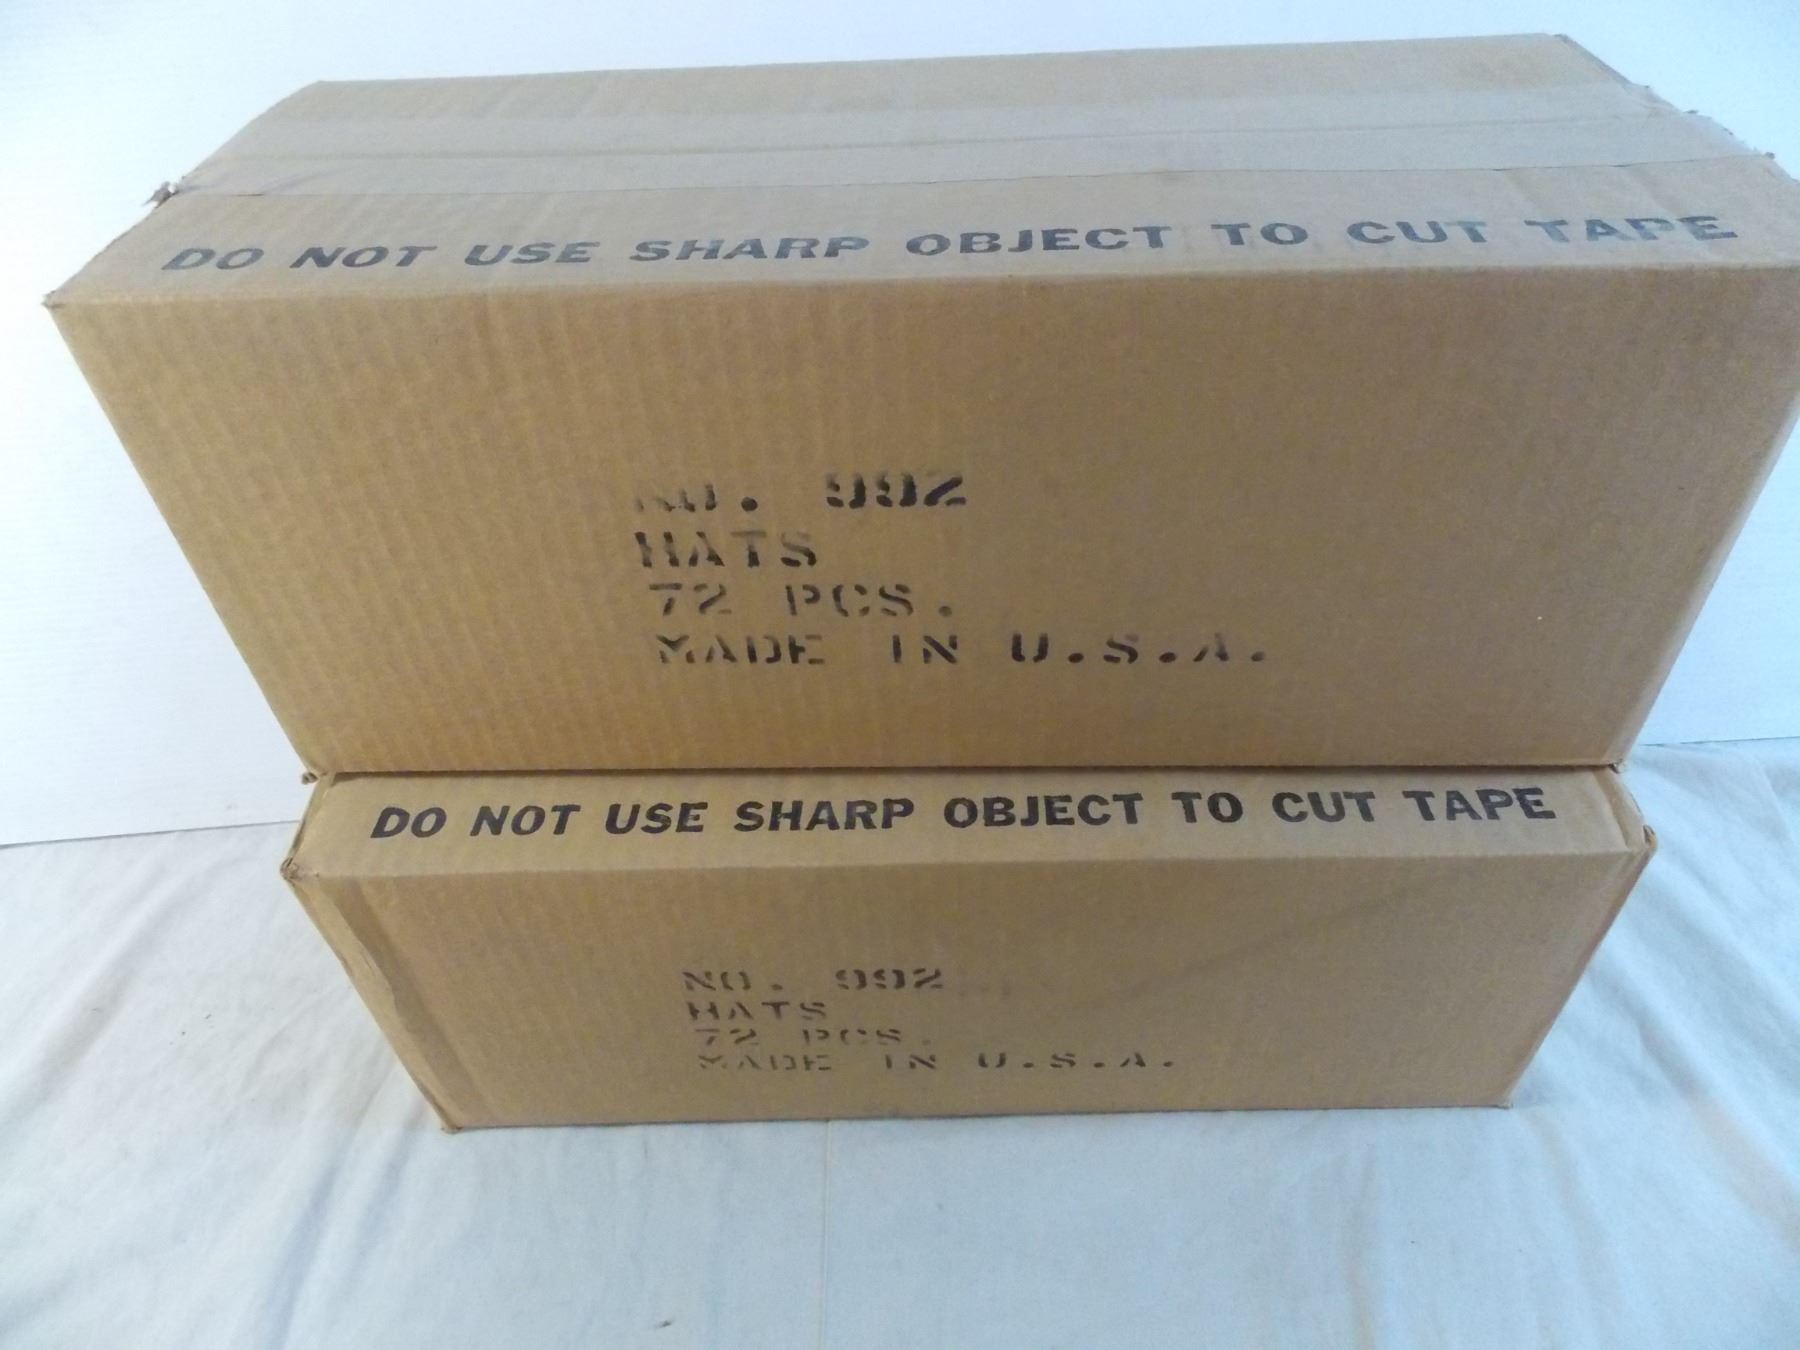 DO NOT USE SHARP OBJECT TO CUT TAPE
NO. 992
HATS
72 PCS.
MADE IN U.S.A.
DO NOT USE SHARP OBJECT TO CUT TAPE
NO. 992
HATS
72 PCS.
MADE IN U.S.A.